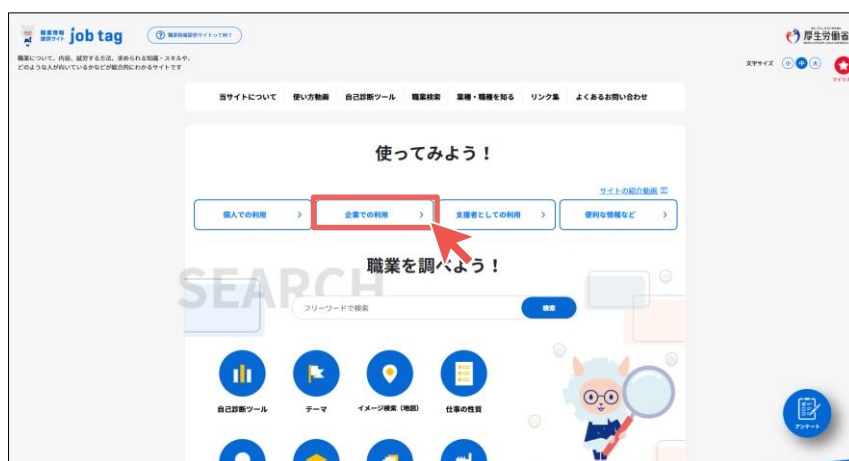 職業情報
提供サイト
job tag
職業情報提供サイトって何？
厚生労働省
職業について、内容、就労する方法、求められる知識・スキルや、
どのような人が向いているかなどが総合的にわかるサイトです
文字サイズ 小 中 大
マイリスト
当サイトについて 使い方動画 自己診断ツール 職業検索 業種・職種を知る リンク集 よくあるお問い合わせ
使ってみよう！
サイトの紹介動画
個人での利用 企業での利用 支援者としての利用 便利な情報など
職業を調べよう！
SEARCH
フリーワードで検索 検索
自己診断ツール テーマ イメージ検索（地図） 仕事の性質
アンケート